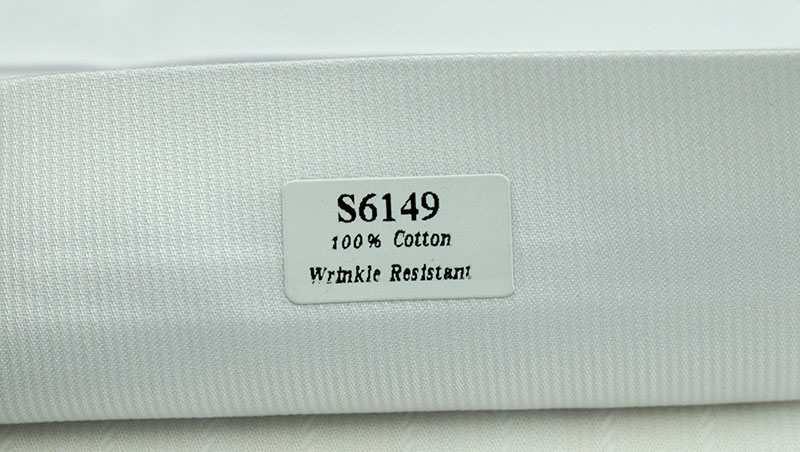 S6149
100% Cotton
Wrinkle Resistant